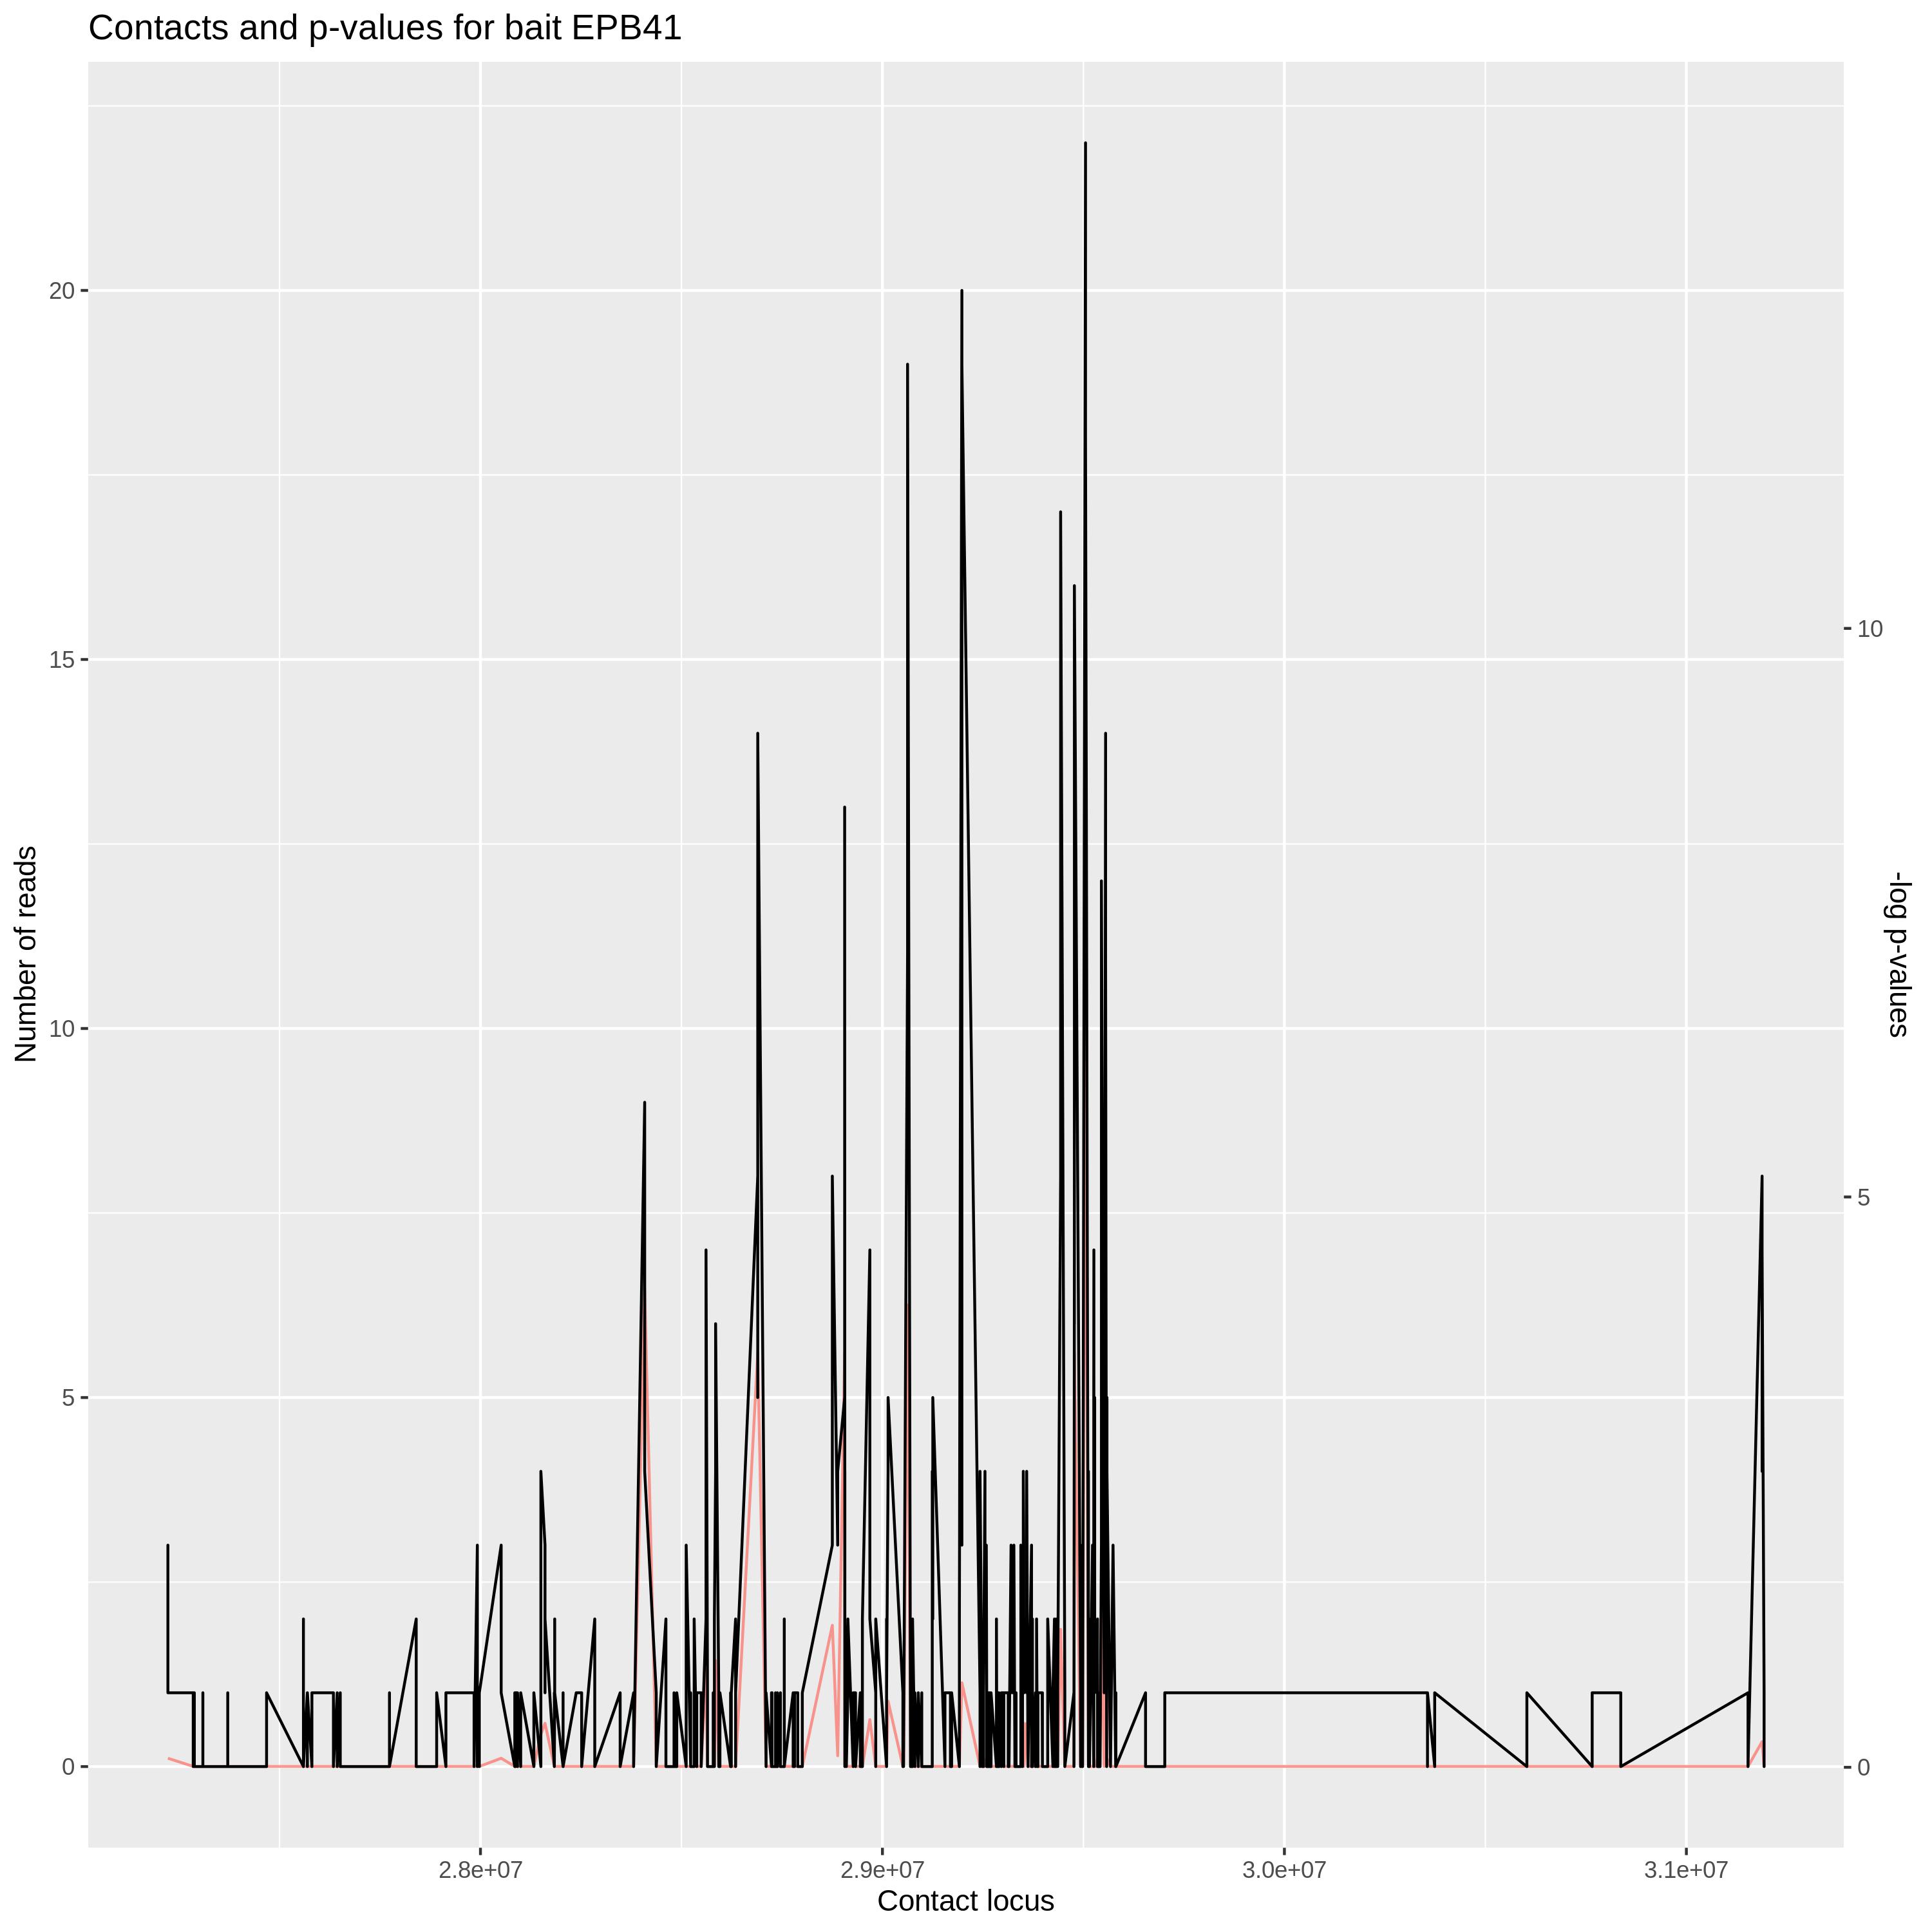 Contacts and p-values for bait EPB41
20
15
10
5
0
Number of reads
10
5
0
-log p-values
2.8e+07
2.9e+07
3.0e+07
3.1e+07
Contact locus